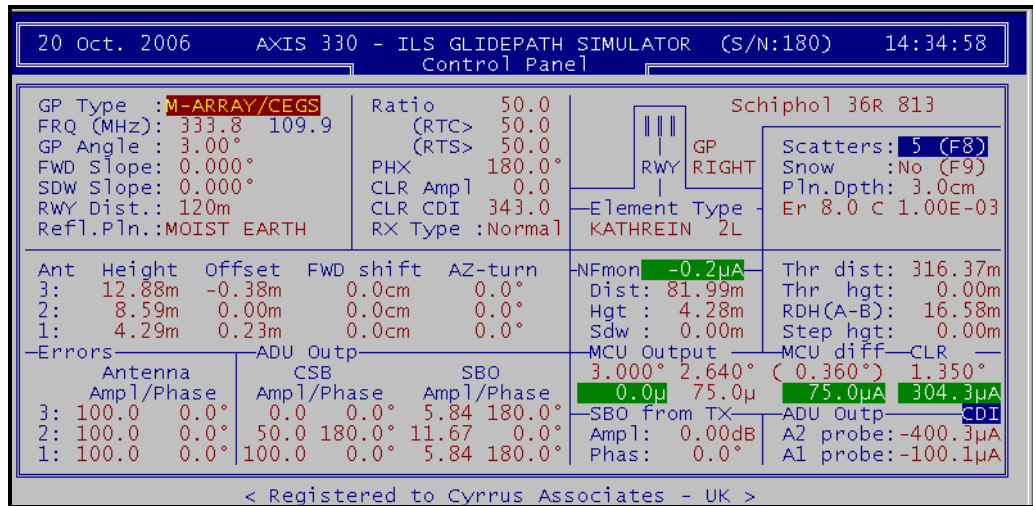 20 Oct. 2006 AXIS 330 - ILS GLIDEPATH SIMULATOR (S/N:180) 14:34:58
Control Panel
GP Type :M-ARRAY/CEGS
FRQ (MHz): 333.8 109.9
GP Angle : 3.00°
FWD Slope: 0.000°
SDW Slope: 0.000°
RWY Dist.: 120m
Refl.Pln.:MOIST EARTH
Ratio 50.0
(RTC> 50.0
(RTS> 50.0
PHX 180.0°
CLR Ampl 0.0
CLR CDI 343.0
RX Type :Normal
GP
RWY RIGHT
Element Type
KATHREIN 2L
Schiphol 36R 813
Scatters: 5 (F8)
Snow :No (F9)
Pln.Dpth: 3.0cm
Er 8.0 C 1.00E-03
Ant Height Offset FWD shift AZ-turn
3: 12.88m -0.38m 0.0cm 0.0°
2: 8.59m 0.00m 0.0cm 0.0°
1: 4.29m 0.23m 0.0cm 0.0°
NFmon -0.2µA
Dist: 81.99m
Hgt : 4.28m
Sdw : 0.00m
Thr dist: 316.37m
Thr hgt: 0.00m
RDH(A-B): 16.58m
Step hgt: 0.00m
Errors
Antenna
Ampl/Phase
3: 100.0 0.0°
2: 100.0 0.0°
1: 100.0 0.0°
ADU Outp
CSB SBO
Ampl/Phase Ampl/Phase
0.0 0.0° 5.84 180.0°
50.0 180.0° 11.67 0.0°
100.0 0.0° 5.84 180.0°
MCU Output MCU diff CLR
3.000° 2.640° ( 0.360°) 1.350°
0.0µ 75.0µ 75.0µA 304.3µA
SBO from TX
Ampl: 0.00dB
Phas: 0.0°
ADU Outp CDI
A2 probe:-400.3µA
A1 probe:-100.1µA
< Registered to Cyrrus Associates - UK >